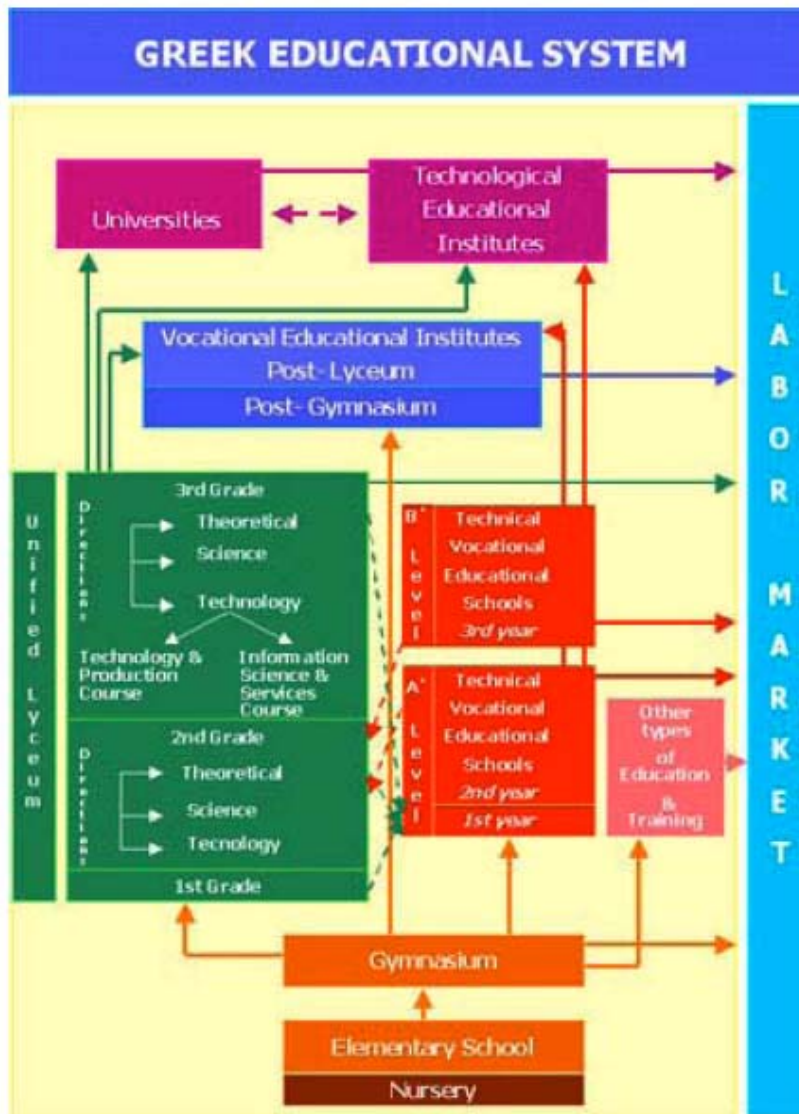 GREEK EDUCATIONAL SYSTEM
Universities
Technological
Educational
Institutes
Vocational Educational Institutes
Post-Lyceum
Post-Gymnasium
Unified Lyceum
3rd Grade
Directions
Theoretical
Science
Technology
Technology &
Production
Course
Information
Science &
Services
Course
2nd Grade
Directions
Theoretical
Science
Tecnology
1st Grade
B' Level
Technical
Vocational
Educational
Schools
3rd year
A' Level
Technical
Vocational
Educational
Schools
2nd year
1st year
Other
types
of
Education
&
Training
Gymnasium
Elementary School
Nursery
LABOR MARKET